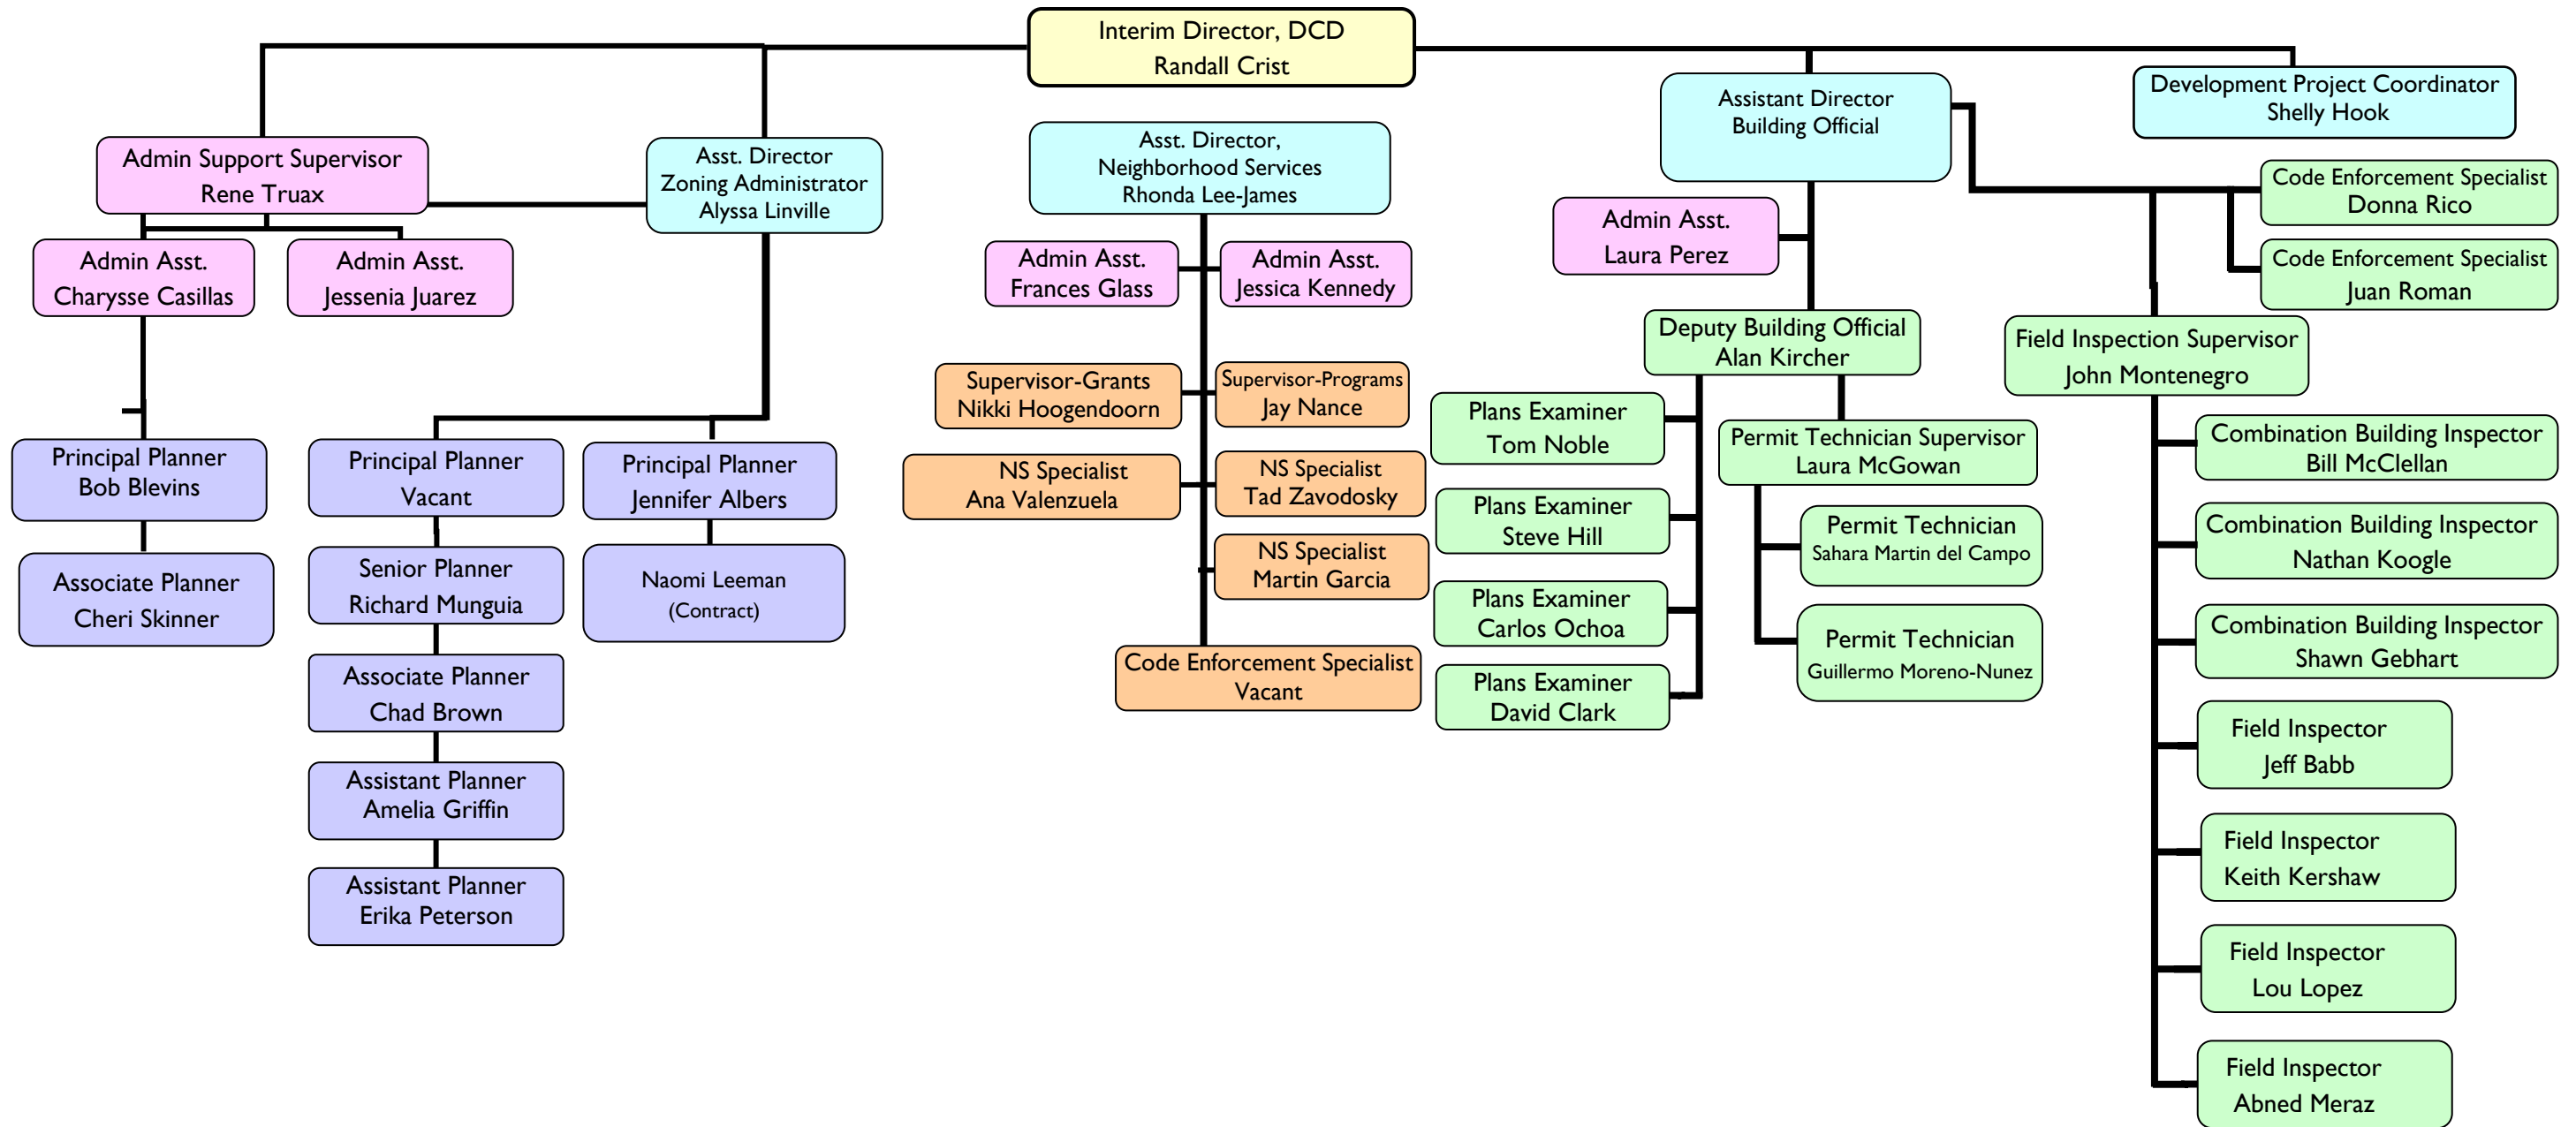 Interim Director, DCD
Randall Crist
Admin Support Supervisor
Rene Truax
Admin Asst.
Charysse Casillas
Admin Asst.
Jessenia Juarez
Principal Planner
Bob Blevins
Associate Planner
Cheri Skinner
Asst. Director
Zoning Administrator
Alyssa Linville
Principal Planner
Vacant
Senior Planner
Richard Munguia
Associate Planner
Chad Brown
Assistant Planner
Amelia Griffin
Assistant Planner
Erika Peterson
Principal Planner
Jennifer Albers
Naomi Leeman
(Contract)
Asst. Director,
Neighborhood Services
Rhonda Lee-James
Admin Asst.
Frances Glass
Admin Asst.
Jessica Kennedy
Supervisor-Grants
Nikki Hoogendoorn
Supervisor-Programs
Jay Nance
NS Specialist
Ana Valenzuela
NS Specialist
Tad Zavodosky
NS Specialist
Martin Garcia
Code Enforcement Specialist
Vacant
Assistant Director
Building Official
Admin Asst.
Laura Perez
Deputy Building Official
Alan Kircher
Plans Examiner
Tom Noble
Plans Examiner
Steve Hill
Plans Examiner
Carlos Ochoa
Plans Examiner
David Clark
Permit Technician Supervisor
Laura McGowan
Permit Technician
Sahara Martin del Campo
Permit Technician
Guillermo Moreno-Nunez
Development Project Coordinator
Shelly Hook
Code Enforcement Specialist
Donna Rico
Code Enforcement Specialist
Juan Roman
Field Inspection Supervisor
John Montenegro
Combination Building Inspector
Bill McClellan
Combination Building Inspector
Nathan Koogle
Combination Building Inspector
Shawn Gebhart
Field Inspector
Jeff Babb
Field Inspector
Keith Kershaw
Field Inspector
Lou Lopez
Field Inspector
Abned Meraz